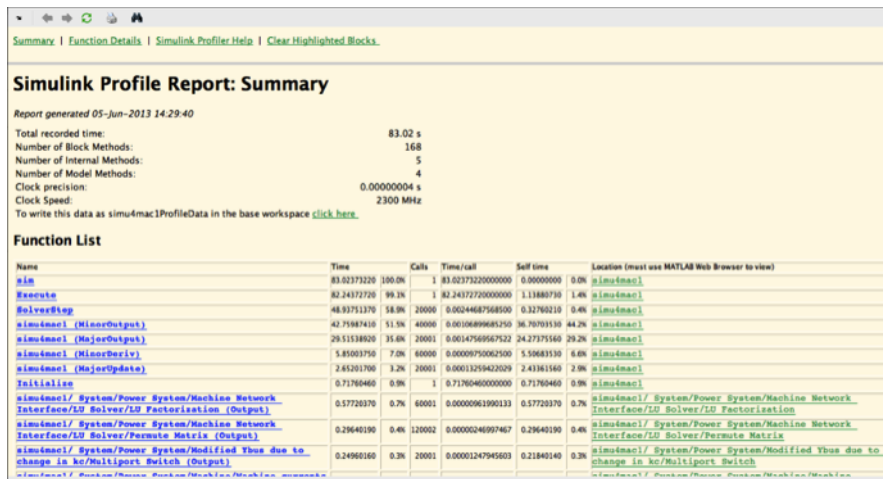 Summary | Function Details | Simulink Profiler Help | Clear Highlighted Blocks
Simulink Profile Report: Summary
Report generated 05-Jun-2013 14:29:40
Total recorded time: 83.02 s
Number of Block Methods: 168
Number of Internal Methods: 5
Number of Model Methods: 4
Clock precision: 0.00000004 s
Clock Speed: 2300 MHz
To write this data as simu4mac1ProfileData in the base workspace click here
Function List
Name Time Calls Time/call Self time Location (must use MATLAB Web Browser to view)
sim 83.02373220 100.0% 1 83.02373220000000 0.00000000 0.0% simu4mac1
Execute 82.24372720 99.1% 1 82.24372720000000 1.13880730 1.4% simu4mac1
SolverStep 48.93751370 58.9% 20000 0.00244687568500 0.32760210 0.4% simu4mac1
simu4mac1 (MinorOutput) 42.75987410 51.5% 40000 0.00106899685250 36.70703530 44.2% simu4mac1
simu4mac1 (MajorOutput) 29.51538920 35.6% 20001 0.00147569567522 24.27375560 29.2% simu4mac1
simu4mac1 (MinorDeriv) 5.85003750 7.0% 60000 0.00009750062500 5.50683530 6.6% simu4mac1
simu4mac1 (MajorUpdate) 2.65201700 3.2% 20001 0.00013259422029 2.43361560 2.9% simu4mac1
Initialize 0.71760460 0.9% 1 0.71760460000000 0.71760460 0.9% simu4mac1
simu4mac1/ System/Power System/Machine Network
Interface/LU Solver/LU Factorization (Output) 0.57720370 0.7% 60001 0.00000961990133 0.57720370 0.7% simu4mac1/ System/Power System/Machine Network
Interface/LU Solver/LU Factorization
simu4mac1/ System/Power System/Machine Network
Interface/LU Solver/Permute Matrix (Output) 0.29640190 0.4% 120002 0.00000246997467 0.29640190 0.4% simu4mac1/ System/Power System/Machine Network
Interface/LU Solver/Permute Matrix
simu4mac1/ System/Power System/Modified Ybus due to
change in kc/Multiport Switch (Output) 0.24960160 0.3% 20001 0.00001247945603 0.21840140 0.3% simu4mac1/ System/Power System/Modified Ybus due to
change in kc/Multiport Switch